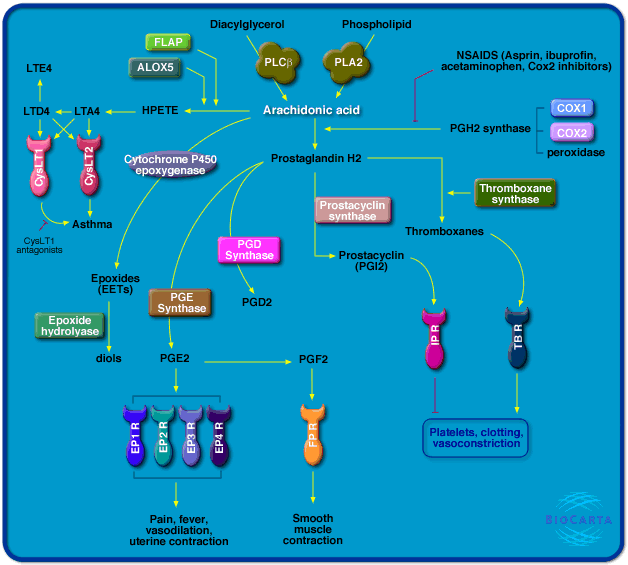 Diacylglycerol
Phospholipid
FLAP
ALOX5
PLCβ
PLA2
NSAIDS (Asprin, ibuprofin,
acetaminophen, Cox2 inhibitors)
LTE4
LTD4
LTA4
HPETE
Arachidonic acid
PGH2 synthase
COX1
COX2
peroxidase
CysLT1
CysLT2
Cytochrome P450
epoxygenase
Prostaglandin H2
Thromboxane
synthase
Prostacyclin
synthase
Asthma
CysLT1
antagonists
Thromboxanes
PGD
Synthase
Prostacyclin
(PGI2)
Epoxides
(EETs)
PGE
Synthase
PGD2
Epoxide
hydrolyase
IP R
TB R
diols
PGE2
PGF2
EP1 R
EP2 R
EP3 R
EP4 R
FP R
Platelets, clotting,
vasoconstriction
Pain, fever,
vasodilation,
uterine contraction
Smooth
muscle
contraction
BIOCARTA